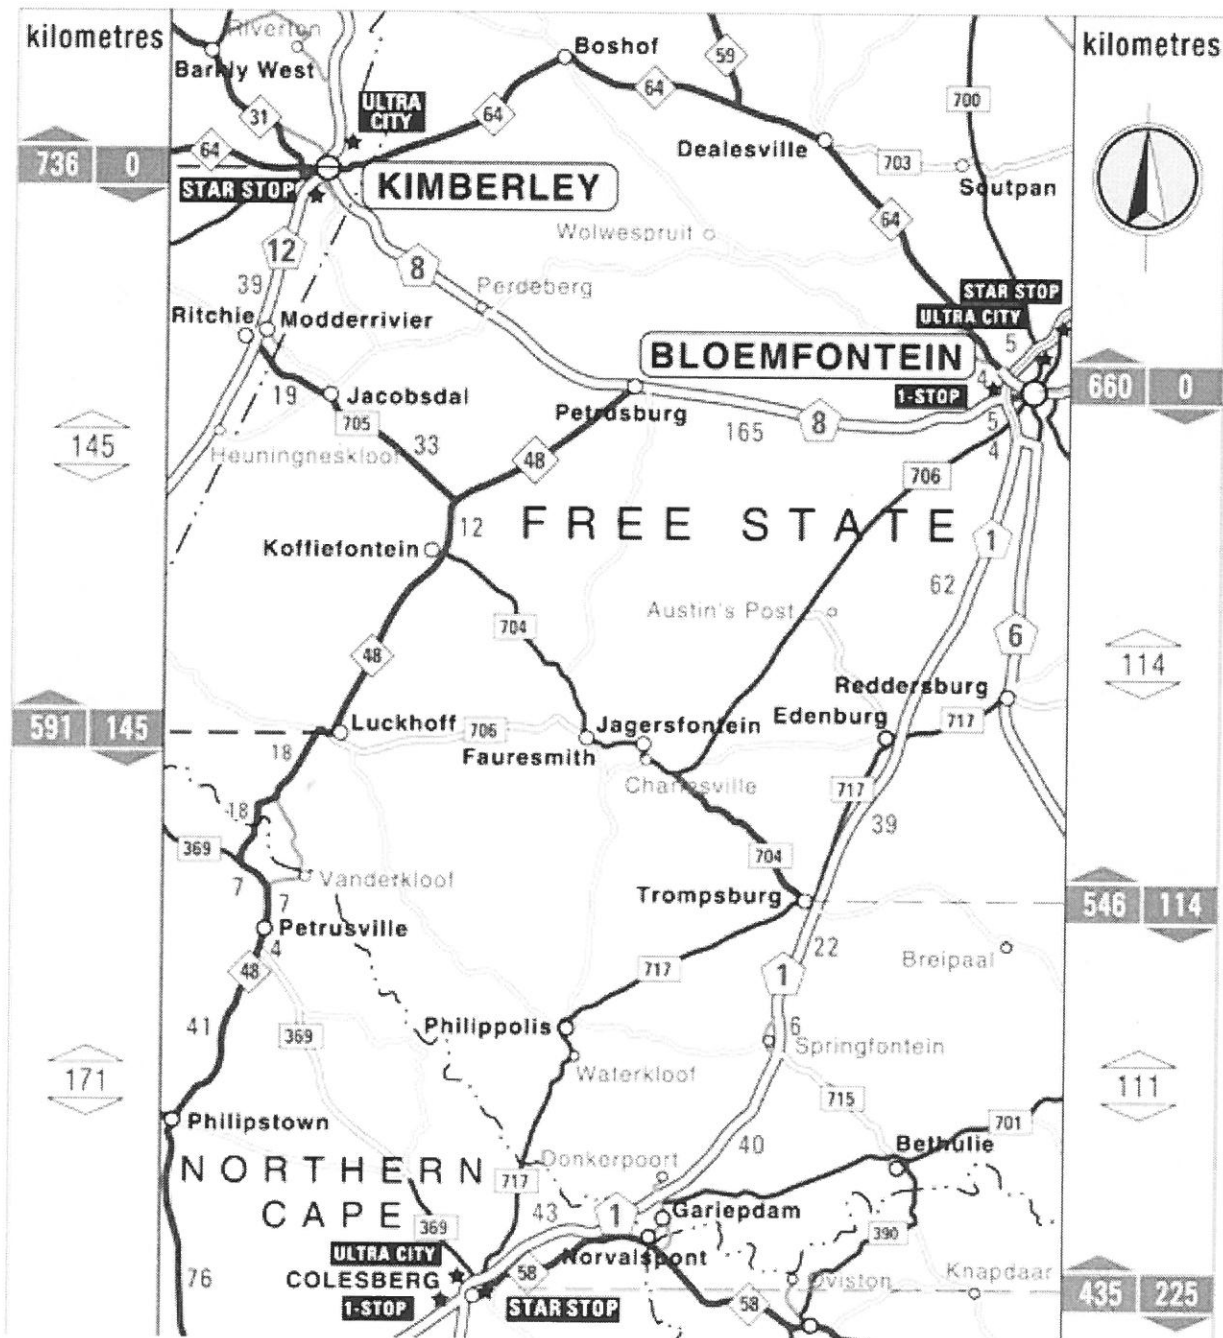 kilometres
kilometres
Riverton
Boshof
Barkly West
59
64
700
31
ULTRA CITY
64
64
Dealesville
703
Soutpan
736 0
STAR STOP
KIMBERLEY
64
12
Wolwespruit
8
39
Perdeberg
STAR STOP
ULTRA CITY
Ritchie
Modderrivier
5
BLOEMFONTEIN
4
660 0
19
Jacobsdal
1-STOP
Petrusburg
165
8
5
4
705
33
145
Heuningneskloof
48
706
12
FREE STATE
1
Koffiefontein
62
Austin's Post
704
6
48
114
Reddersburg
591 145
Luckhoff
706
Jagersfontein
Edenburg
717
Fauresmith
18
Charlesville
717
18
39
369
704
7
Vanderkloof
7
Trompsburg
546 114
Petrusville
4
22
Breipaal
48
717
1
41
Philippolis
6
369
Springfontein
Waterkloof
171
715
111
701
Philipstown
40
Bethulie
NORTHERN CAPE
Donkerpoort
717
43
1
Gariepdam
369
390
ULTRA CITY
Norvalspont
COLESBERG
58
76
Oviston
Knapdaar
1-STOP
STAR STOP
58
435 225